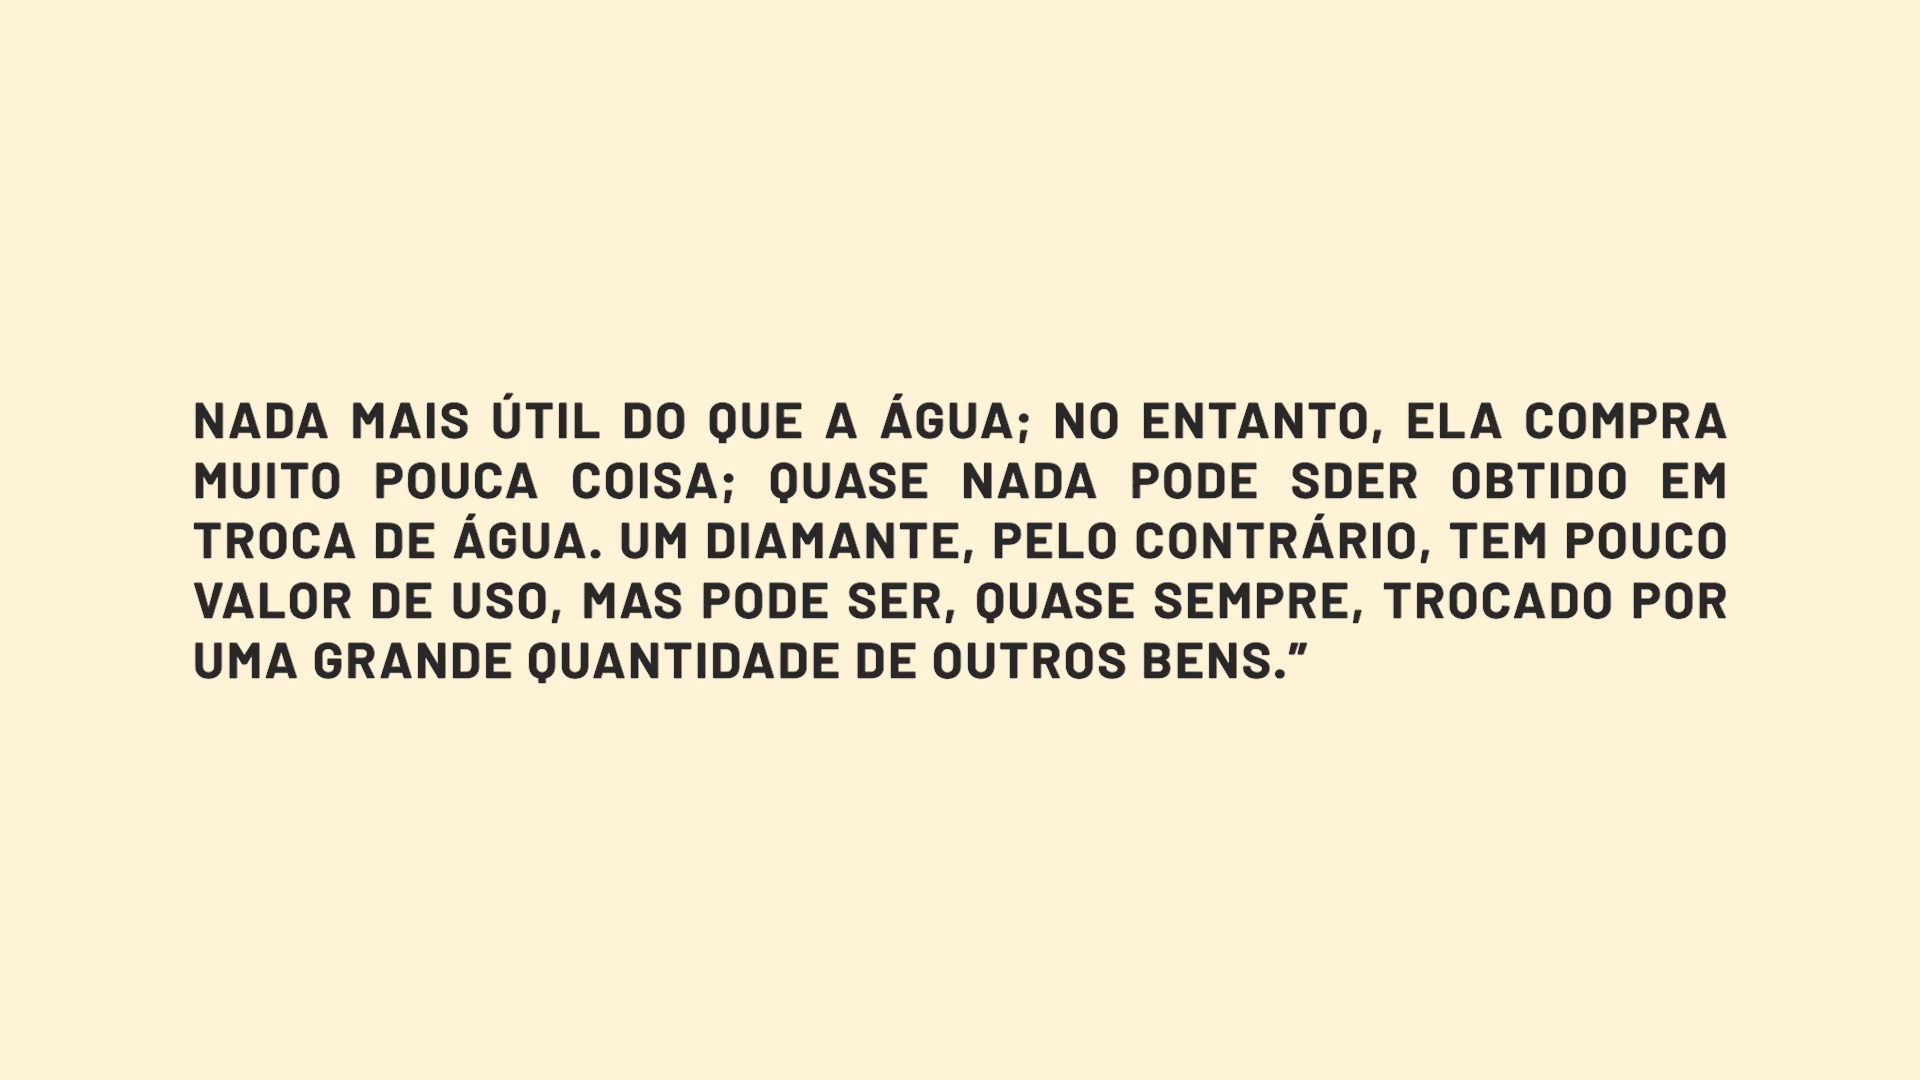 NADA MAIS ÚTIL DO QUE A ÁGUA; NO ENTANTO, ELA COMPRA
MUITO POUCA COISA; QUASE NADA PODE SDER OBTIDO EM
TROCA DE ÁGUA. UM DIAMANTE, PELO CONTRÁRIO, TEM POUCO
VALOR DE USO, MAS PODE SER, QUASE SEMPRE, TROCADO POR
UMA GRANDE QUANTIDADE DE OUTROS BENS.”